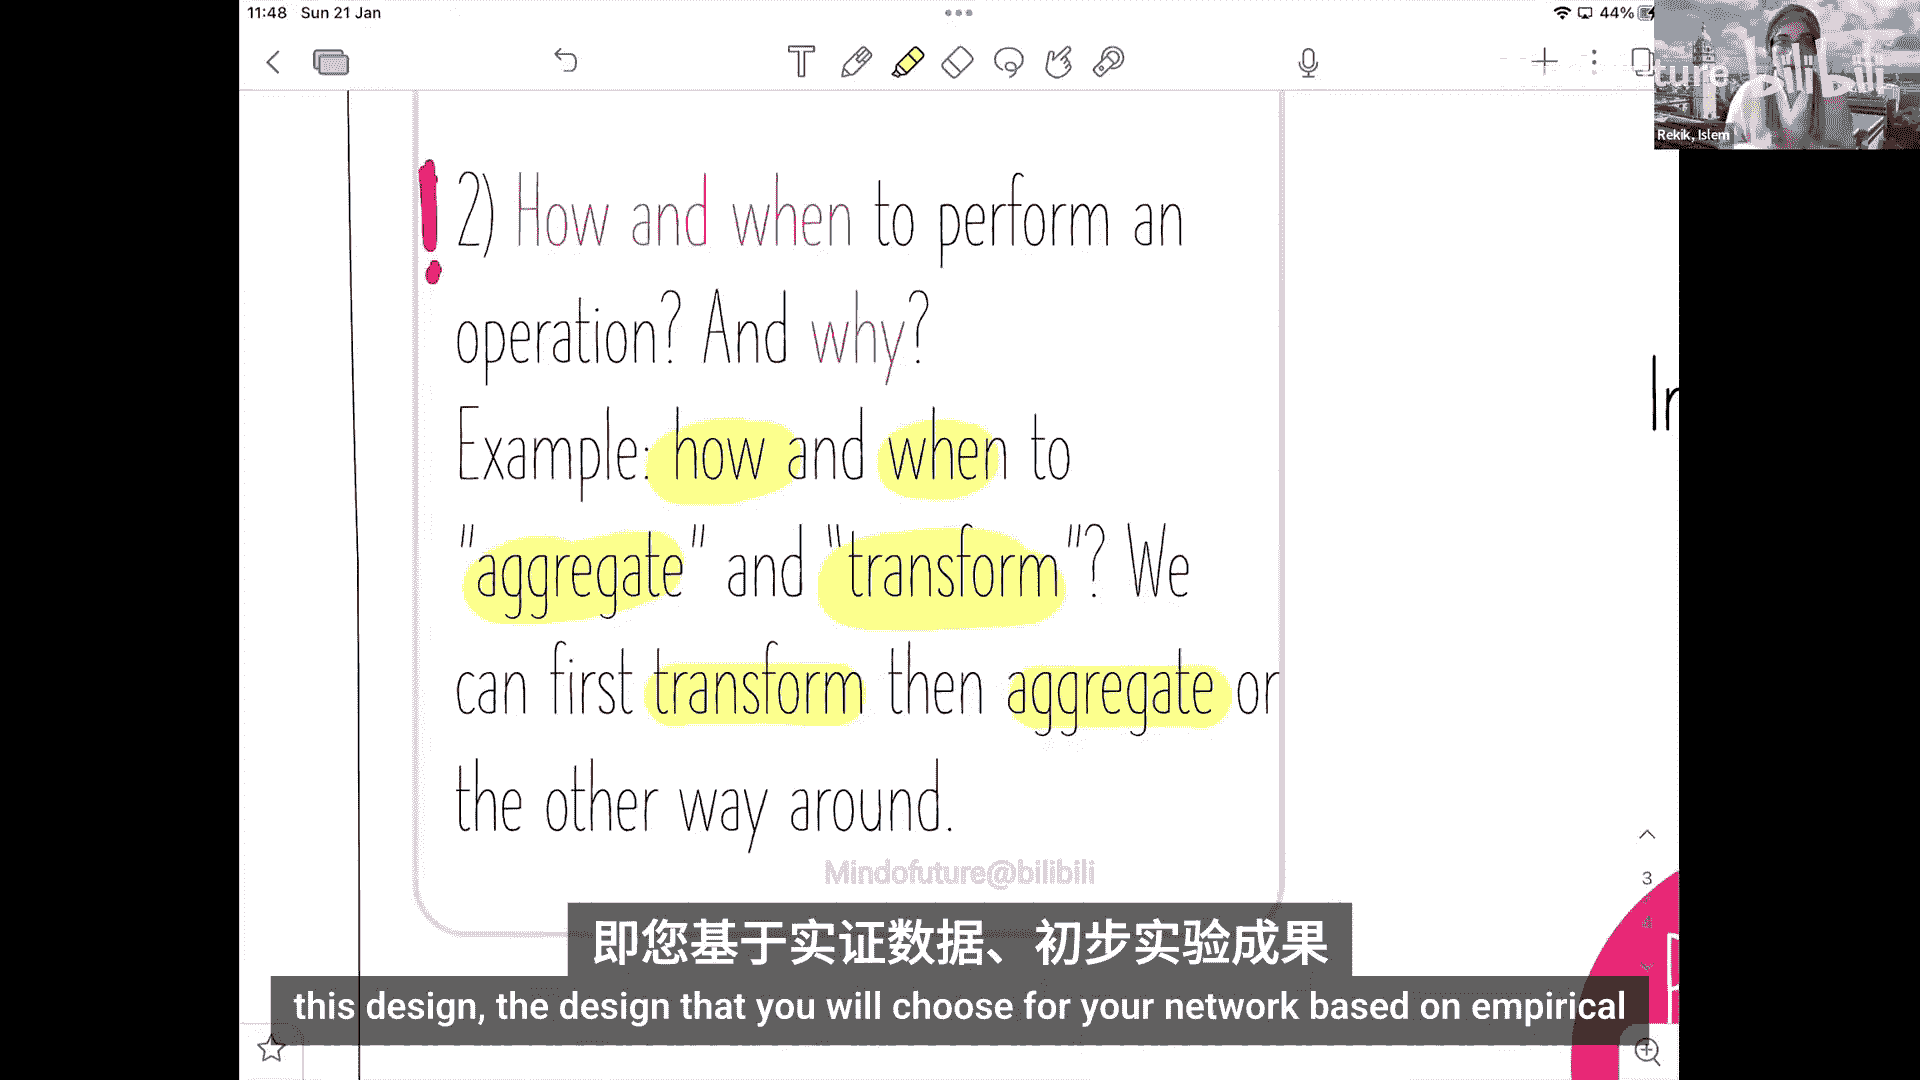 11:48 Sun 21 Jan
44%
ture bilibili
Rekik, Islem
2) How and when to perform an
operation? And why?
Example: how and when to
"aggregate" and "transform"? We
can first transform then aggregate or
the other way around.
Mindofuture@bilibili
3
4
即您基于实证数据、初步实验成果
this design, the design that you will choose for your network based on empirical